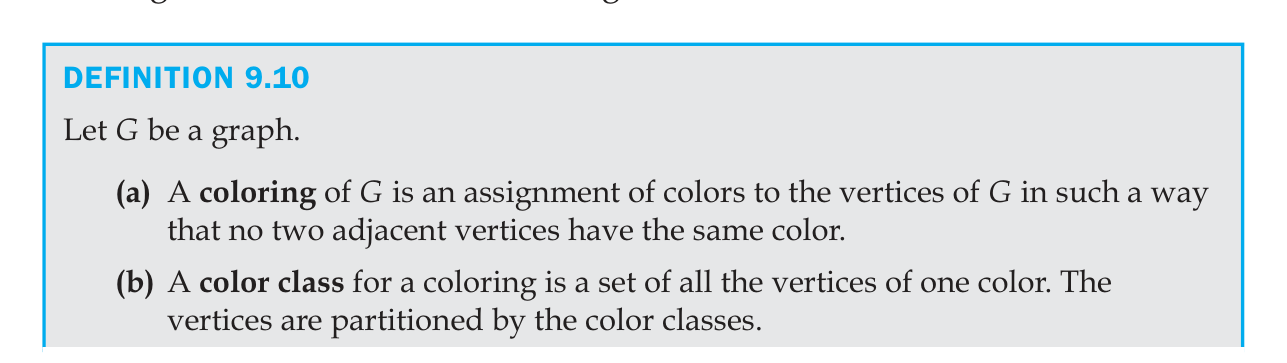 DEFINITION 9.10
Let G be a graph.
(a) A coloring of G is an assignment of colors to the vertices of G in such a way
that no two adjacent vertices have the same color.
(b) A color class for a coloring is a set of all the vertices of one color. The
vertices are partitioned by the color classes.